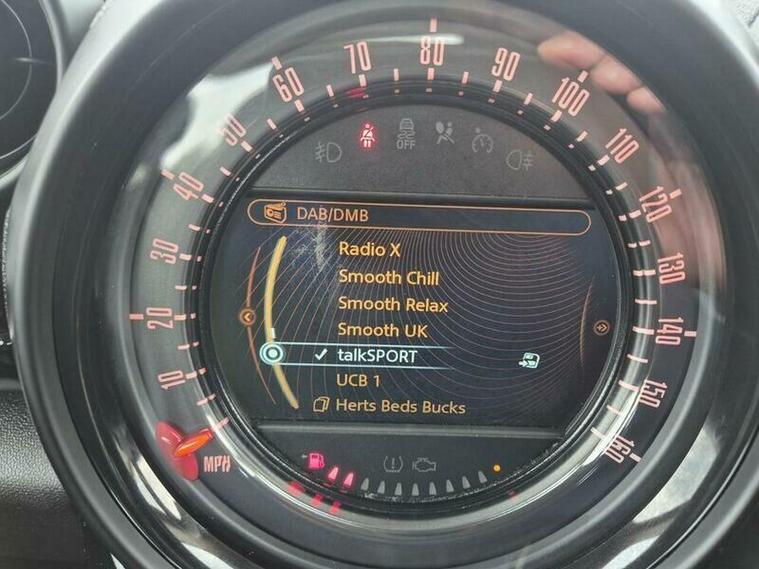 10
20
30
40
50
60
70
80
90
100
110
120
130
140
150
160
MPH
OFF
DAB/DMB
Radio X
Smooth Chill
Smooth Relax
Smooth UK
talkSPORT
UCB 1
Herts Beds Bucks